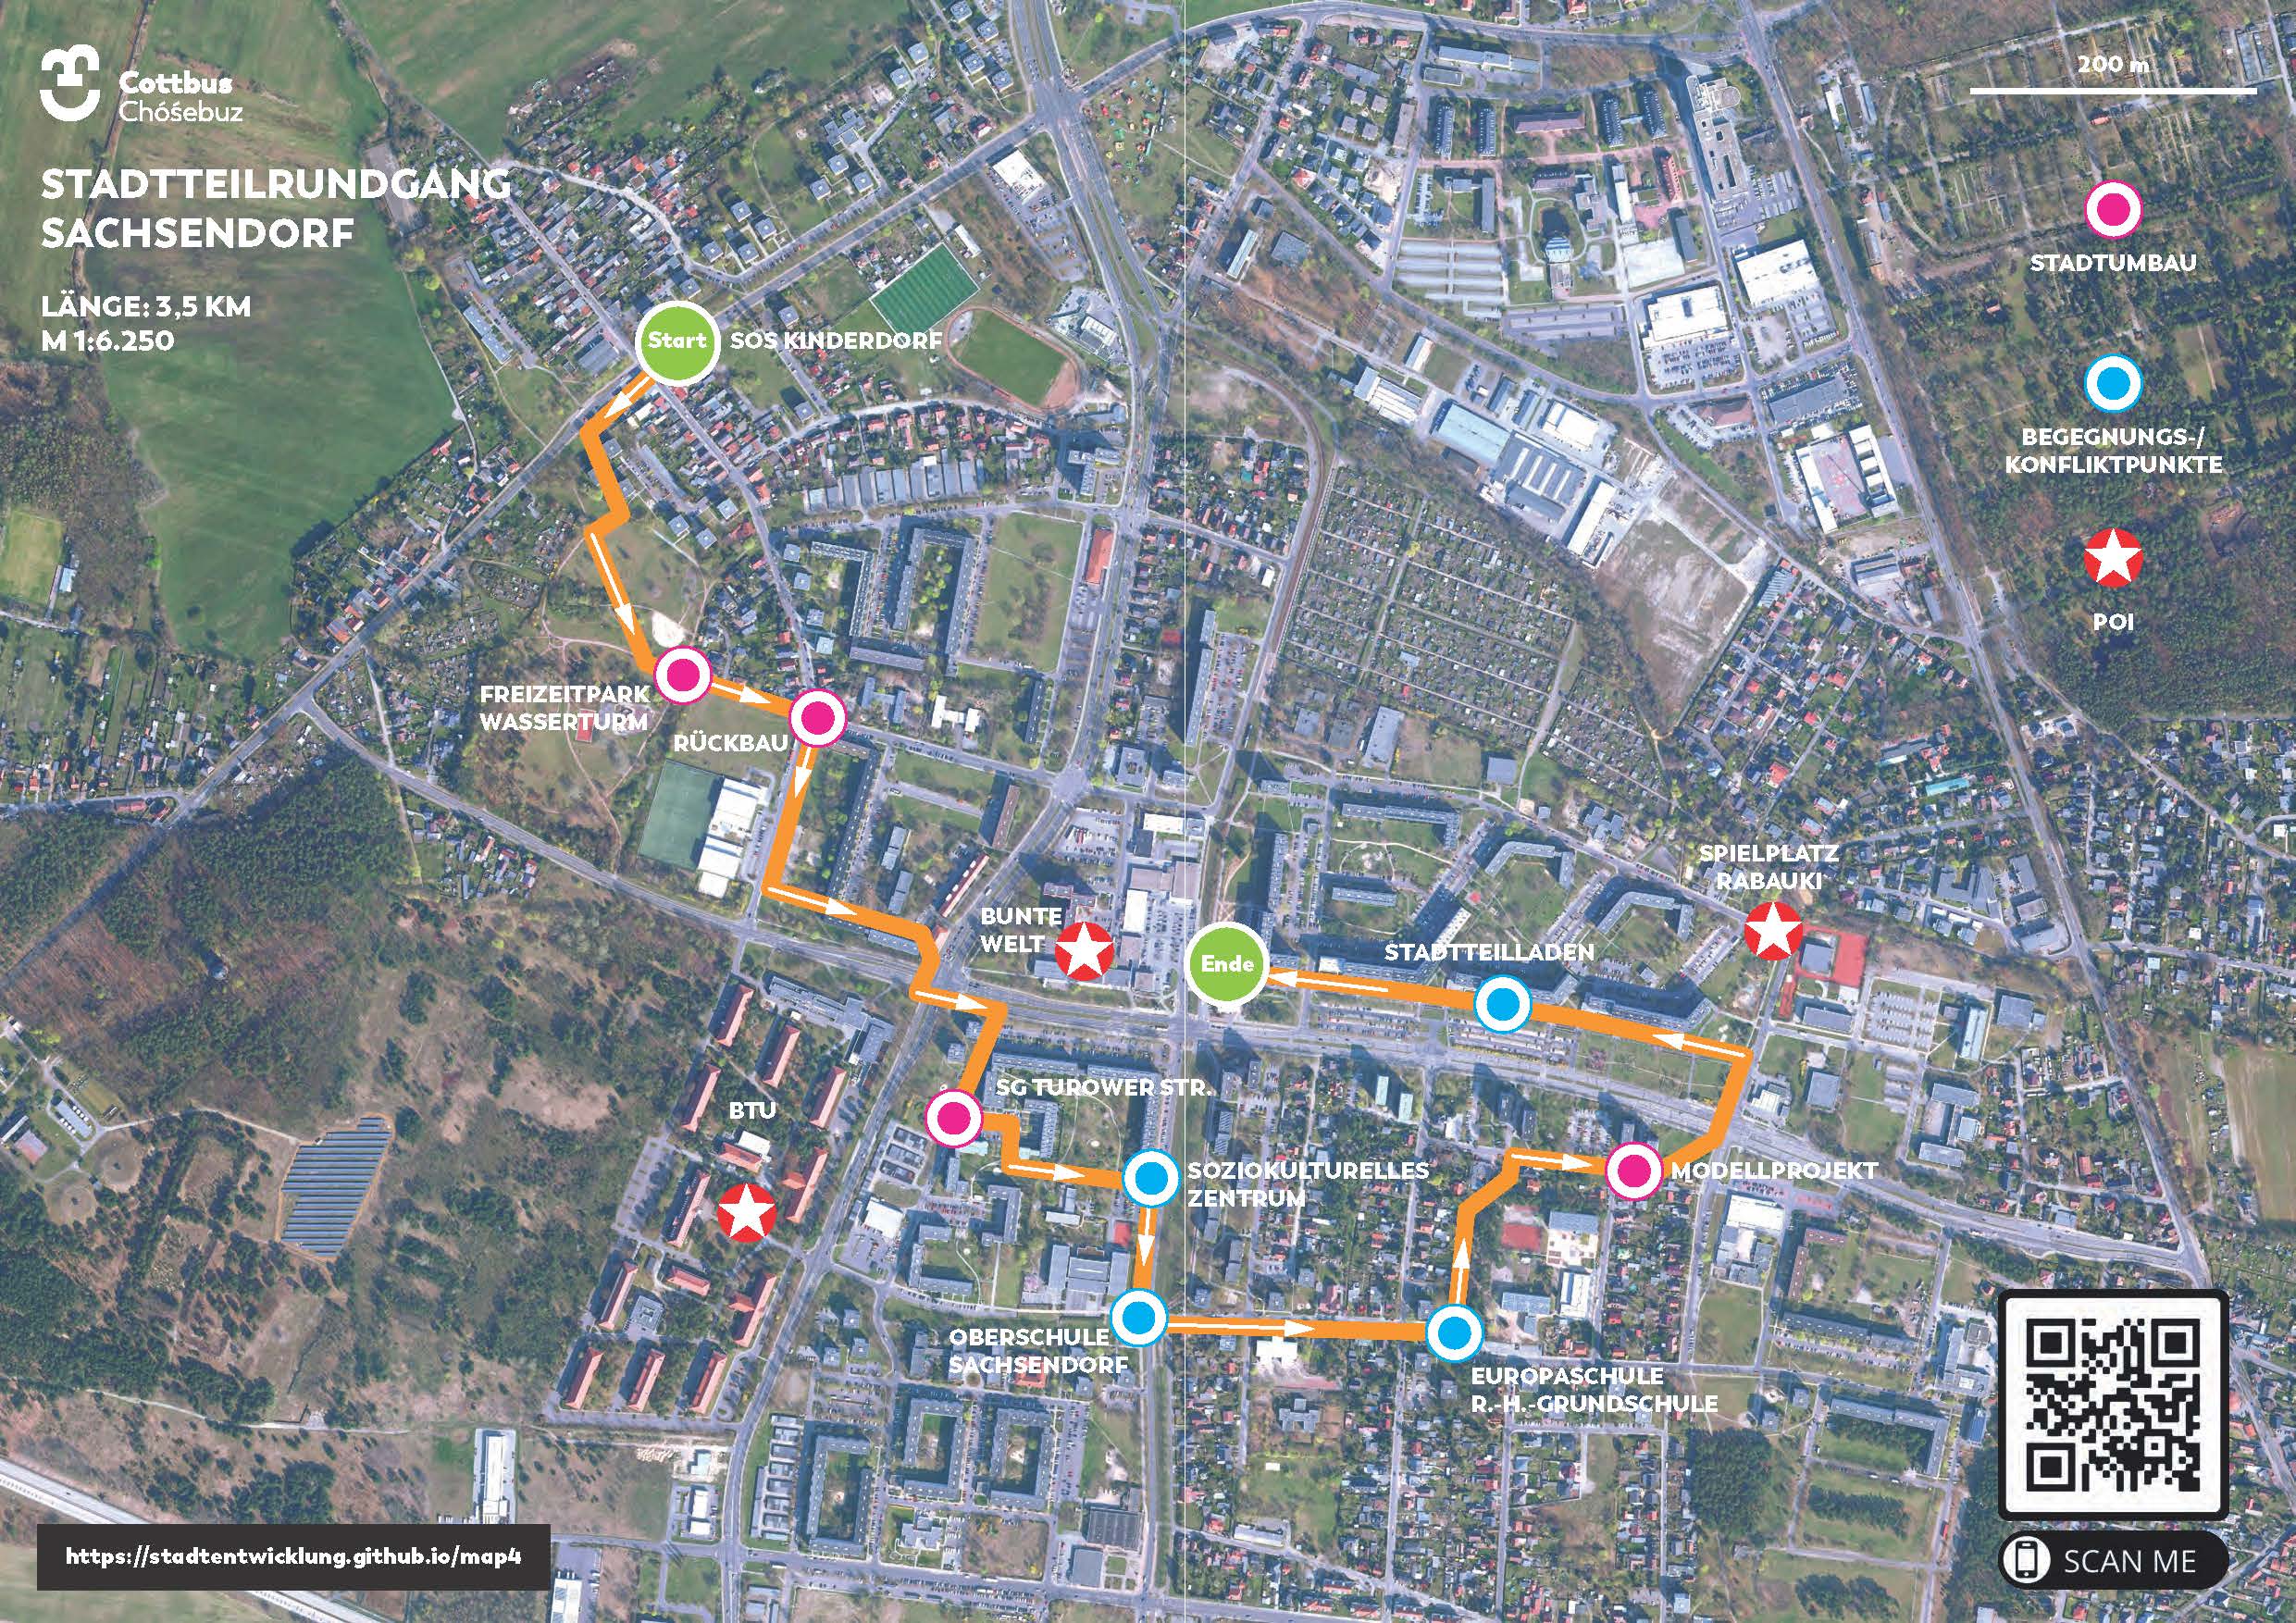 Cottbus
Chóśebuz
STADTTEILRUNDGANG
SACHSENDORF
LÄNGE: 3,5 KM
M 1:6.250
200 m
STADTUMBAU
BEGEGNUNGS-/
KONFLIKTPUNKTE
POI
Start
SOS KINDERDORF
FREIZEITPARK
WASSERTURM
RÜCKBAU
SPIELPLATZ
RABAUKI
BUNTE
WELT
Ende
STADTTEILLADEN
SG TUROWER STR.
BTU
SOZIOKULTURELLES
ZENTRUM
MODELLPROJEKT
OBERSCHULE
SACHSENDORF
EUROPASCHULE
R.-H.-GRUNDSCHULE
https://stadtentwicklung.github.io/map4
SCAN ME